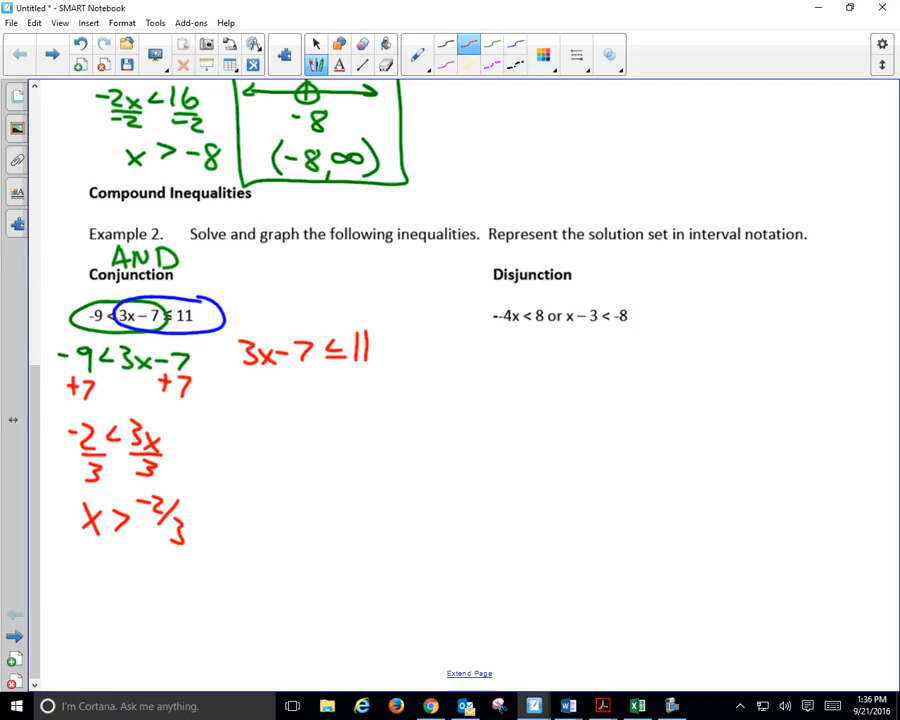 Untitled * - SMART Notebook
File Edit View Insert Format Tools Add-ons Help
-2x < 16
-2 -2
x > -8
-8
(-8, ∞)
Compound Inequalities
Example 2. Solve and graph the following inequalities. Represent the solution set in interval notation.
AND
Conjunction
Disjunction
-9 < 3x – 7 ≤ 11
--4x < 8 or x – 3 < -8
-9 < 3x - 7
3x - 7 ≤ 11
+7 +7
-2 < 3x
3 3
x > -2/3
Extend Page
I'm Cortana. Ask me anything.
1:36 PM
9/21/2016